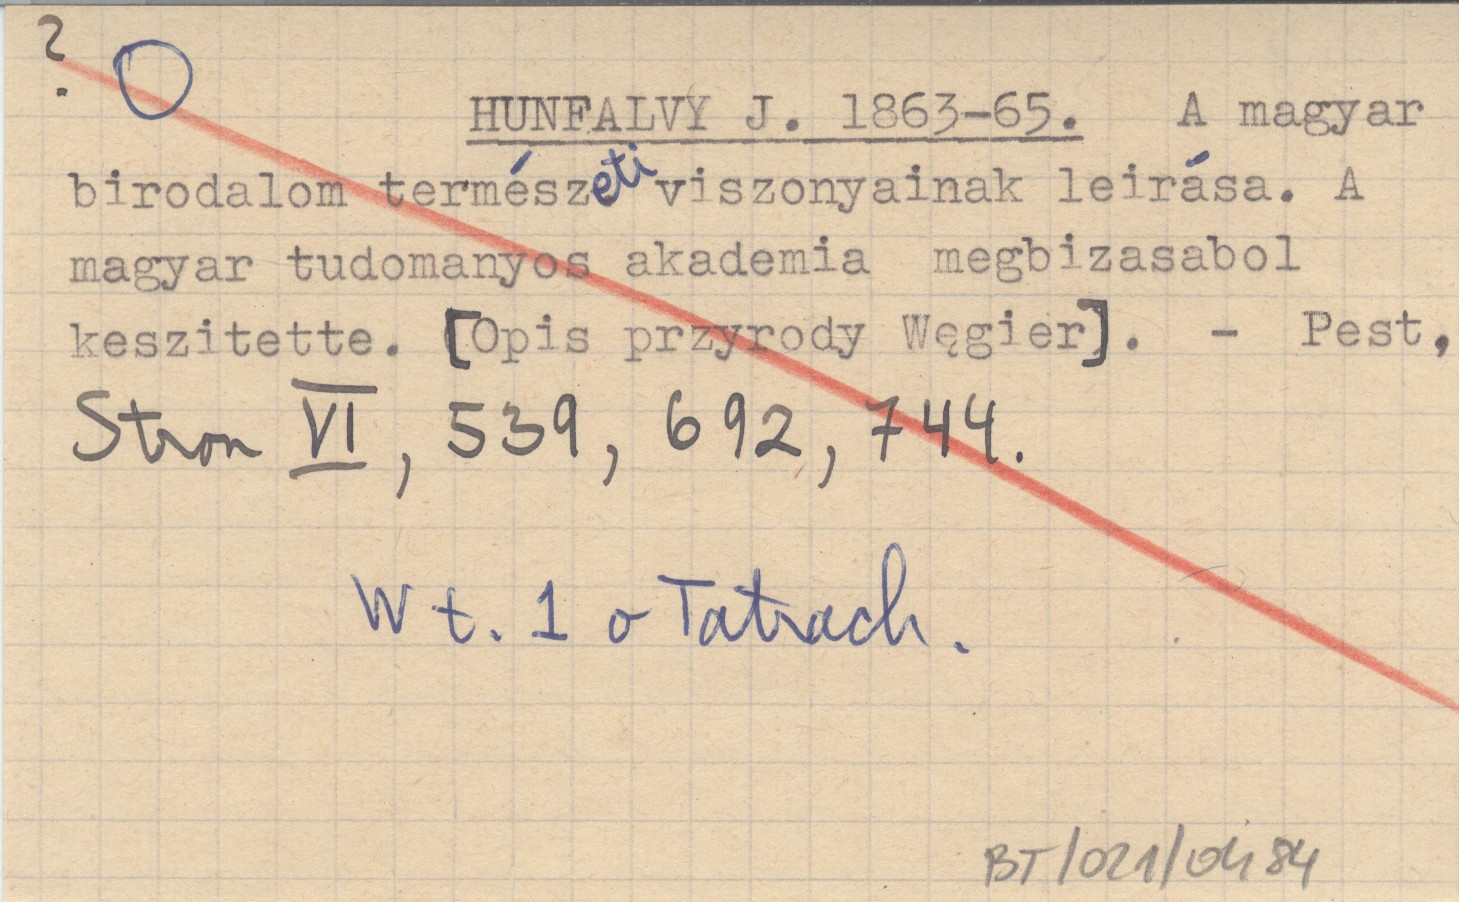 ?
HUNFALVY J. 1863-65. A magyar
birodalom természeti viszonyainak leirása. A
magyar tudomanyos akademia megbizasabol
keszitette. [Opis przyrody Węgier]. - Pest,
Stron VI, 539, 692, 744.
W t. 1 o Tatrach.
BT/021/0484